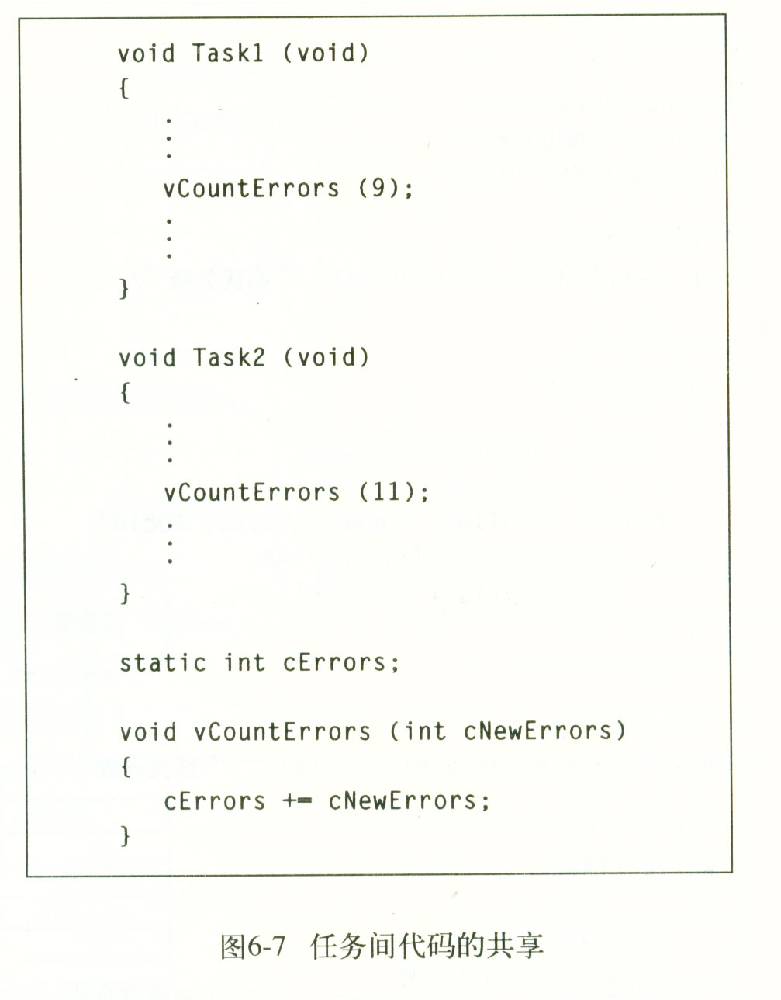 void Task1 (void)
{
.
.
.
vCountErrors (9);
.
.
.
}
void Task2 (void)
{
.
.
.
vCountErrors (11);
.
.
.
}
static int cErrors;
void vCountErrors (int cNewErrors)
{
cErrors += cNewErrors;
}
图6-7 任务间代码的共享